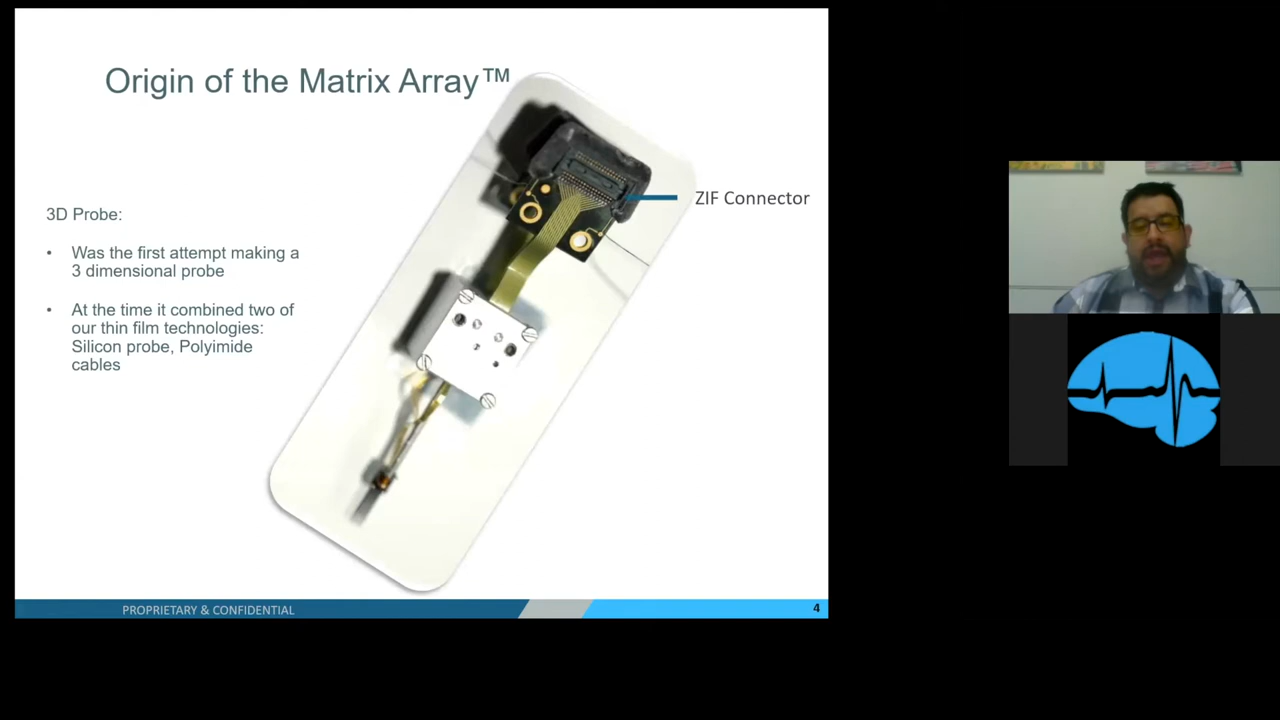 Origin of the Matrix Array™
ZIF Connector
3D Probe:
• Was the first attempt making a
3 dimensional probe
• At the time it combined two of
our thin film technologies:
Silicon probe, Polyimide
cables
PROPRIETARY & CONFIDENTIAL
4